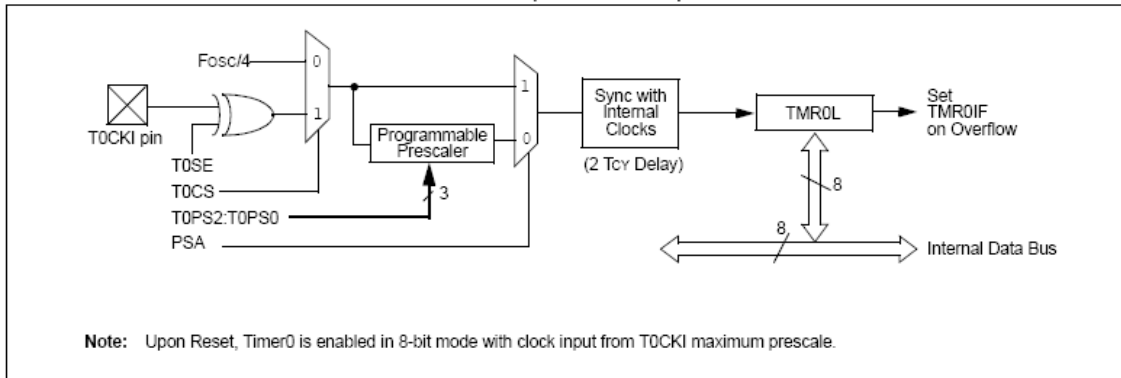 Fosc/4
0
1
T0CKI pin
T0SE
T0CS
T0PS2:T0PS0
PSA
Programmable
Prescaler
3
1
0
Sync with
Internal
Clocks
(2 TCY Delay)
TMR0L
Set
TMR0IF
on Overflow
8
8
Internal Data Bus
Note: Upon Reset, Timer0 is enabled in 8-bit mode with clock input from T0CKI maximum prescale.